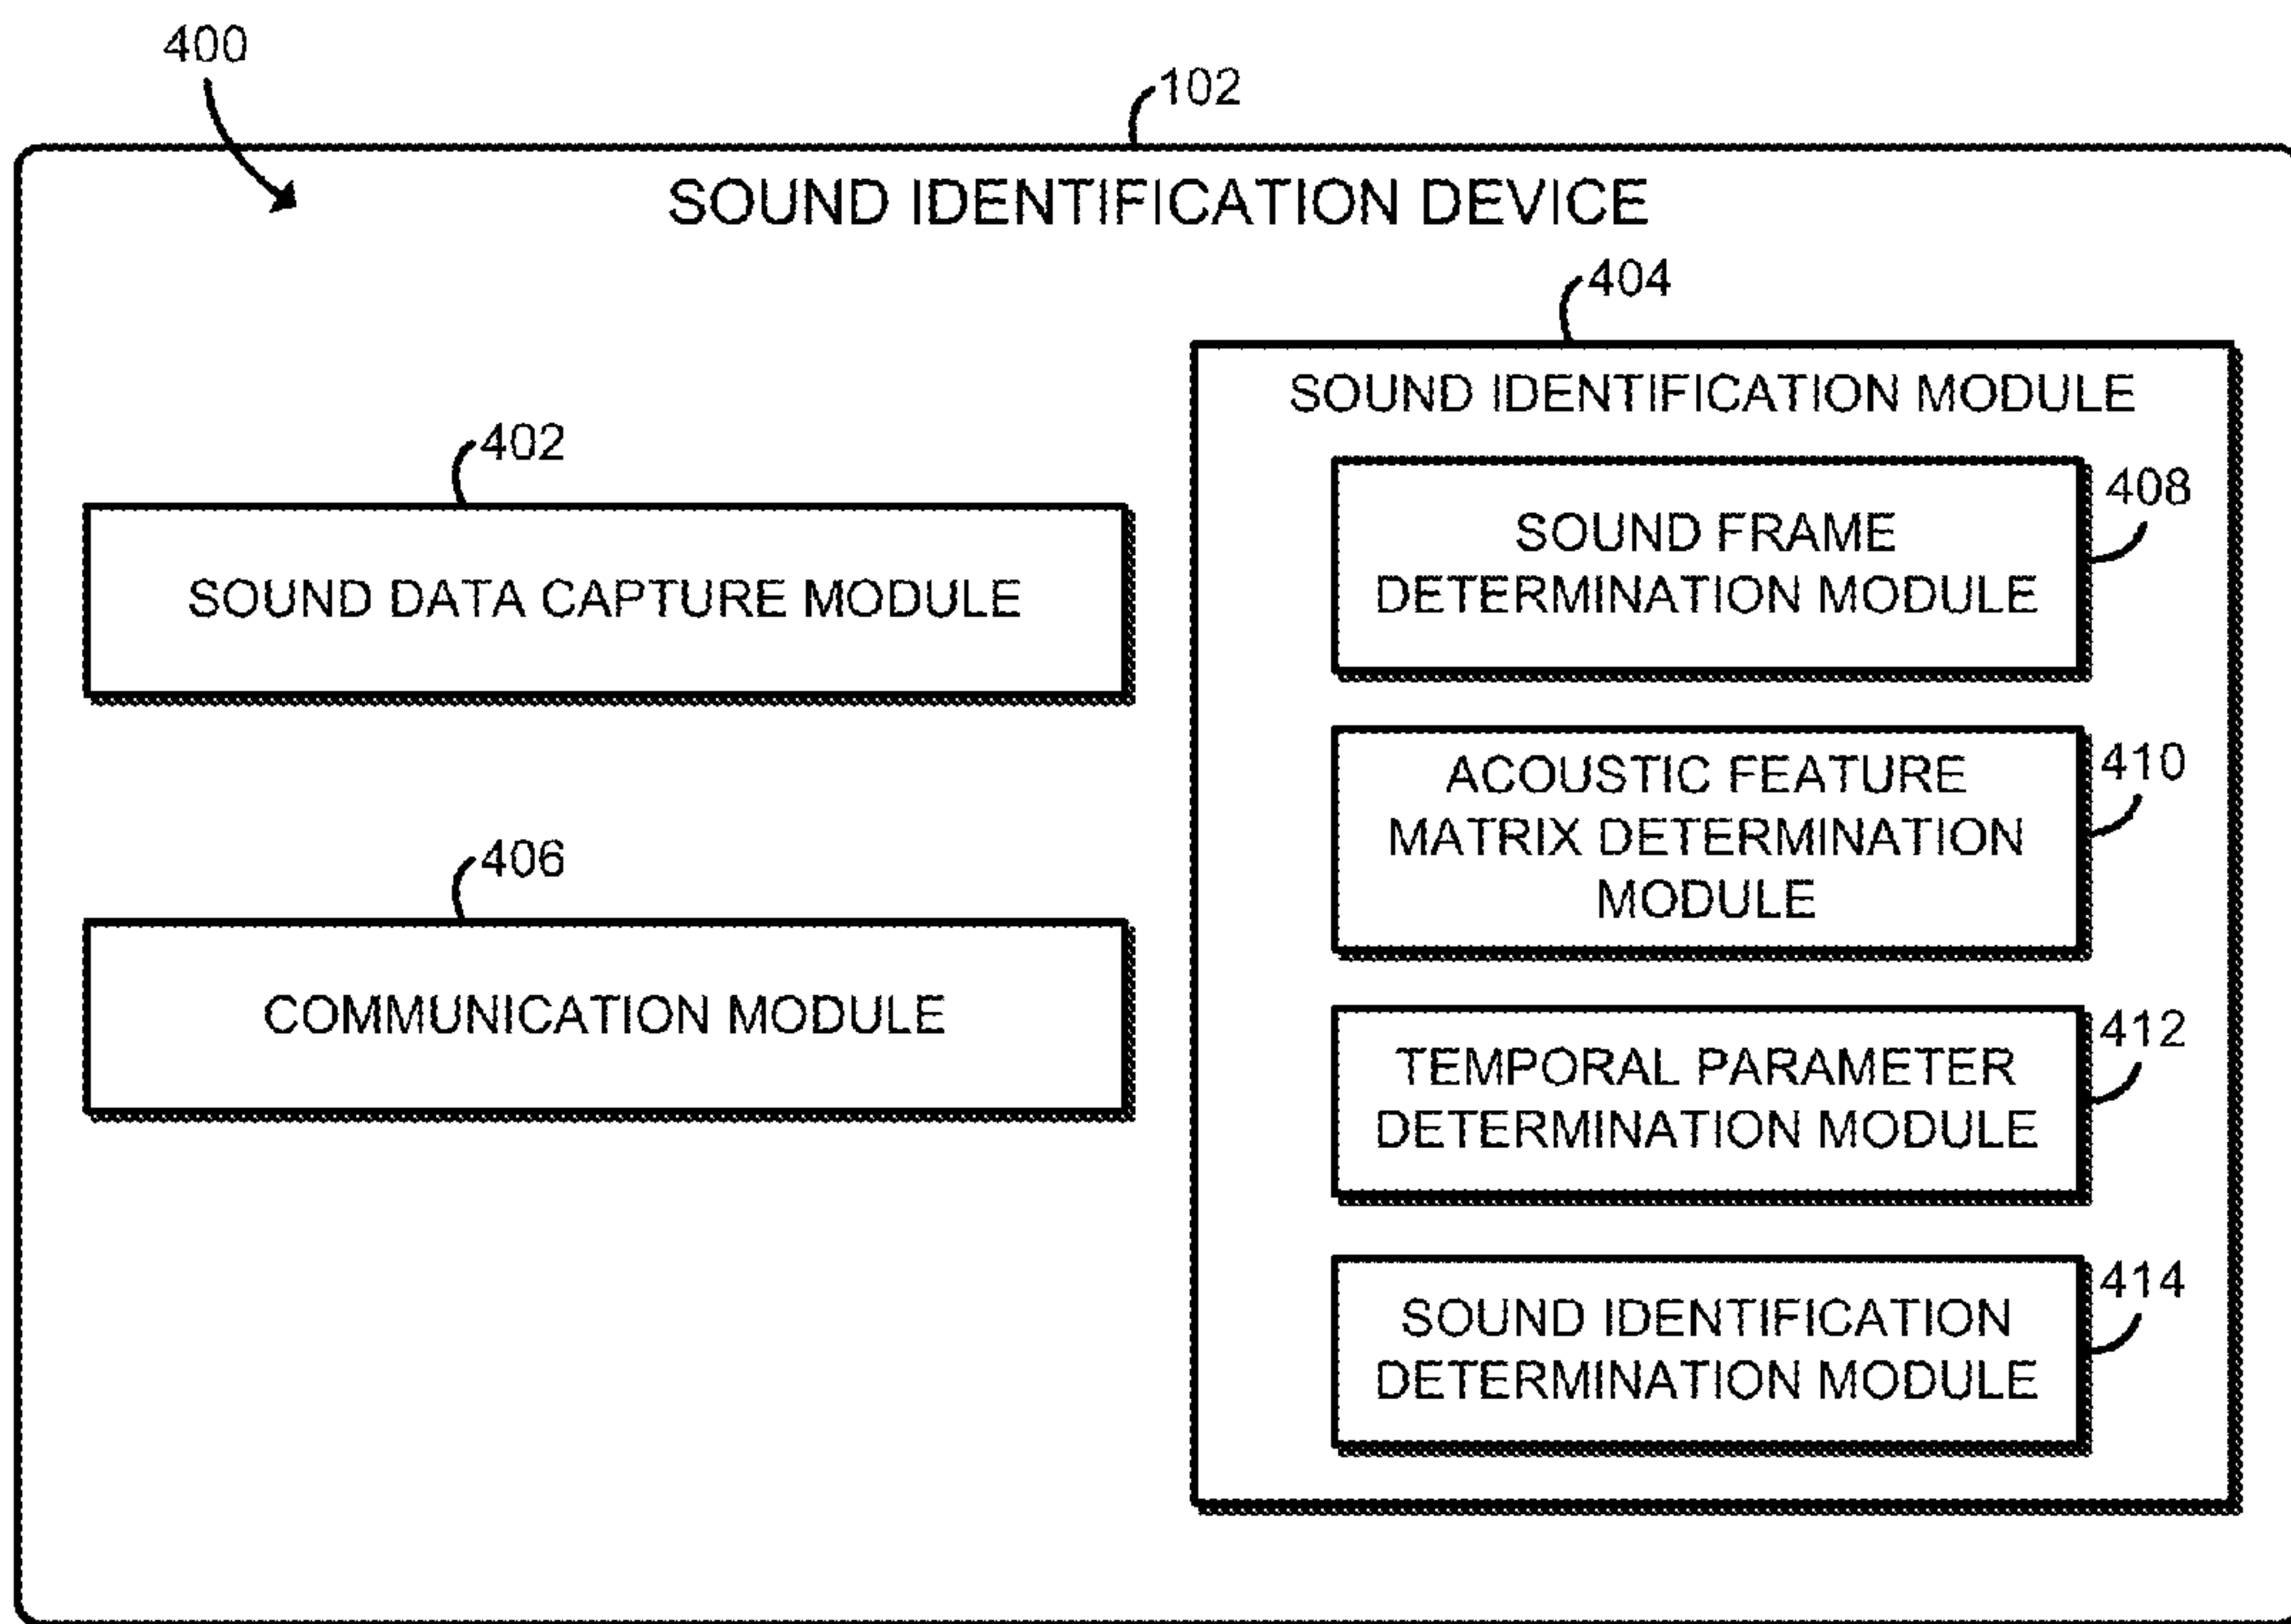 400
102
SOUND IDENTIFICATION DEVICE
404
SOUND IDENTIFICATION MODULE
402
SOUND DATA CAPTURE MODULE
406
COMMUNICATION MODULE
408
SOUND FRAME
DETERMINATION MODULE
410
ACOUSTIC FEATURE
MATRIX DETERMINATION
MODULE
412
TEMPORAL PARAMETER
DETERMINATION MODULE
414
SOUND IDENTIFICATION
DETERMINATION MODULE